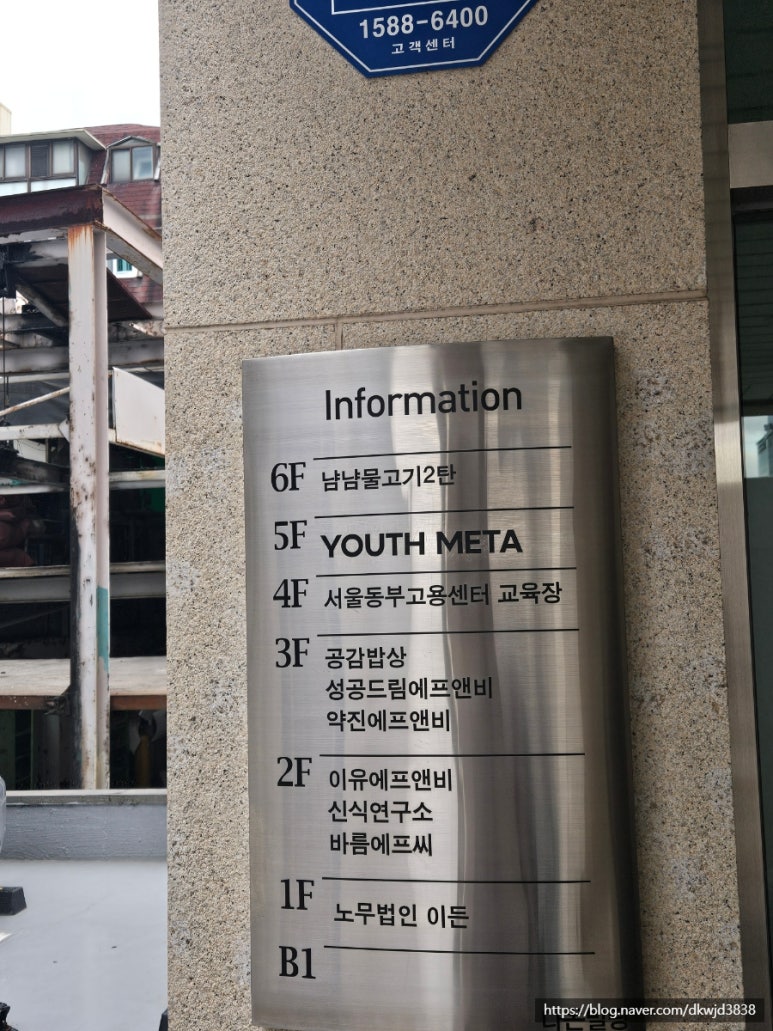 1588-6400
고객센터
Information
6F 냠냠물고기2탄
5F YOUTH META
4F 서울동부고용센터 교육장
3F 공감밥상
성공드림에프앤비
약진에프앤비
2F 이유에프앤비
신식연구소
바름에프씨
1F 노무법인 이든
B1
https://blog.naver.com/dkwjd3838